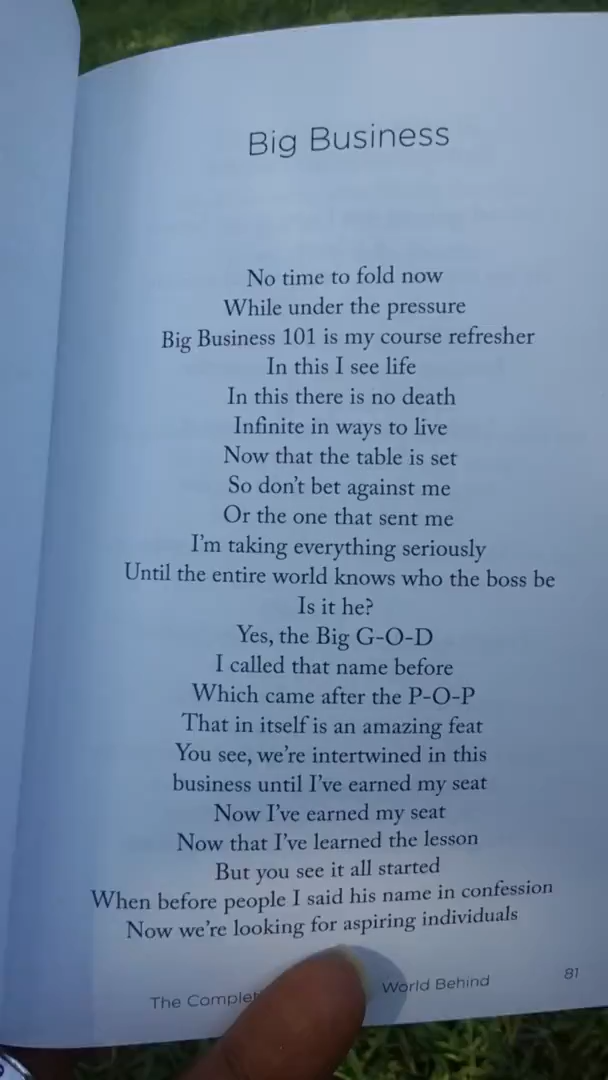 Big Business
No time to fold now
While under the pressure
Big Business 101 is my course refresher
In this I see life
In this there is no death
Infinite in ways to live
Now that the table is set
So don't bet against me
Or the one that sent me
I'm taking everything seriously
Until the entire world knows who the boss be
Is it he?
Yes, the Big G-O-D
I called that name before
Which came after the P-O-P
That in itself is an amazing feat
You see, we're intertwined in this
business until I've earned my seat
Now I've earned my seat
Now that I've learned the lesson
But you see it all started
When before people I said his name in confession
Now we're looking for aspiring individuals
The World Behind 81